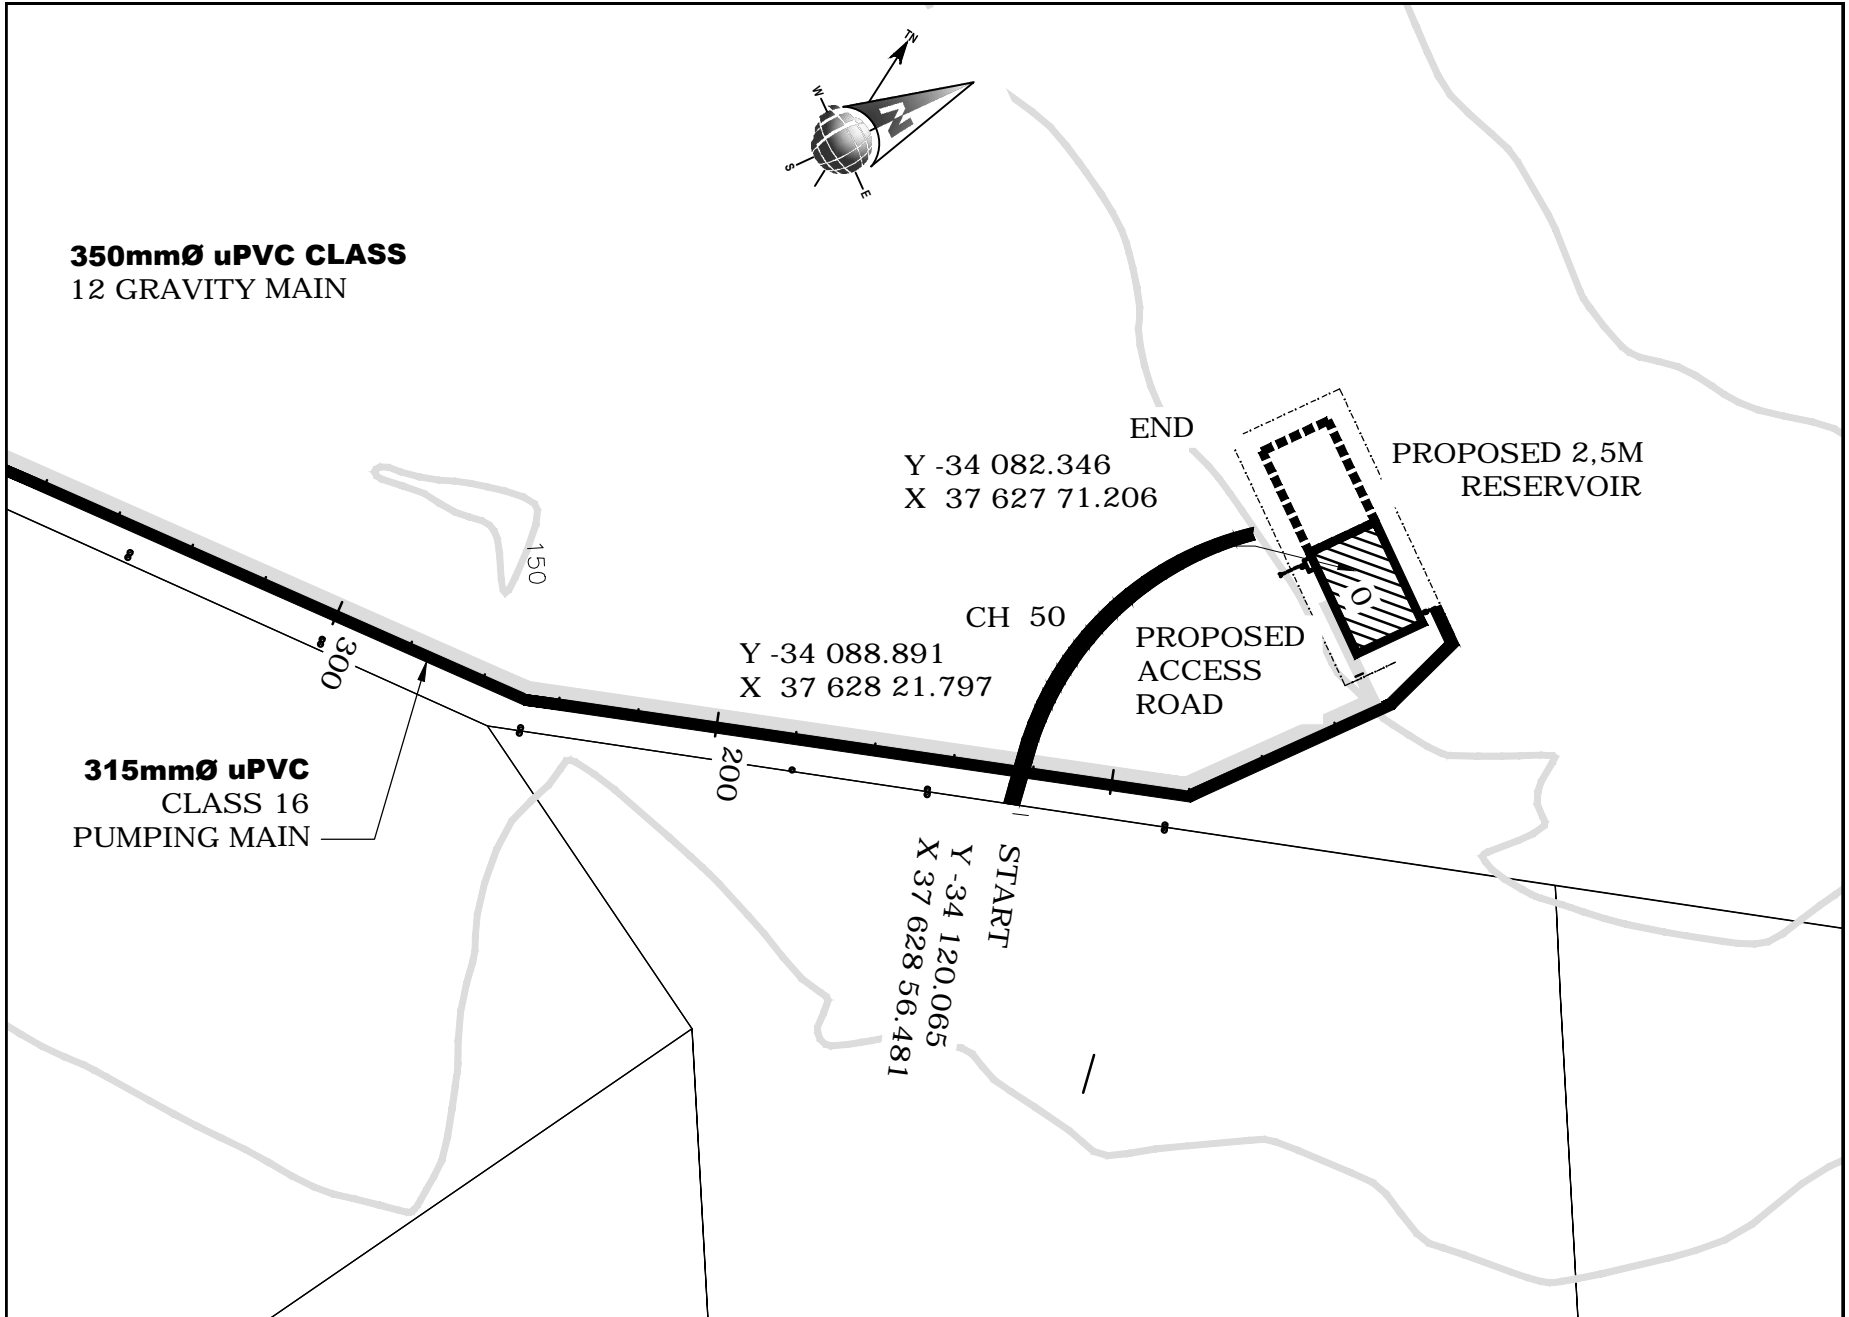 TN
W
N
S
E
350mmØ uPVC CLASS
12 GRAVITY MAIN
END
Y -34 082.346
X 37 627 71.206
PROPOSED 2,5M
RESERVOIR
150
0
CH 50
Y -34 088.891
X 37 628 21.797
PROPOSED
ACCESS
ROAD
300
200
315mmØ uPVC
CLASS 16
PUMPING MAIN
START
Y -34 120.065
X 37 628 56.481